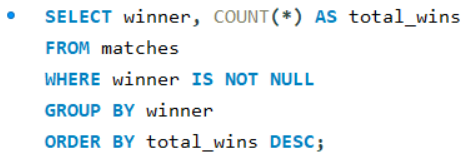 SELECT winner, COUNT(*) AS total_wins
FROM matches
WHERE winner IS NOT NULL
GROUP BY winner
ORDER BY total_wins DESC;